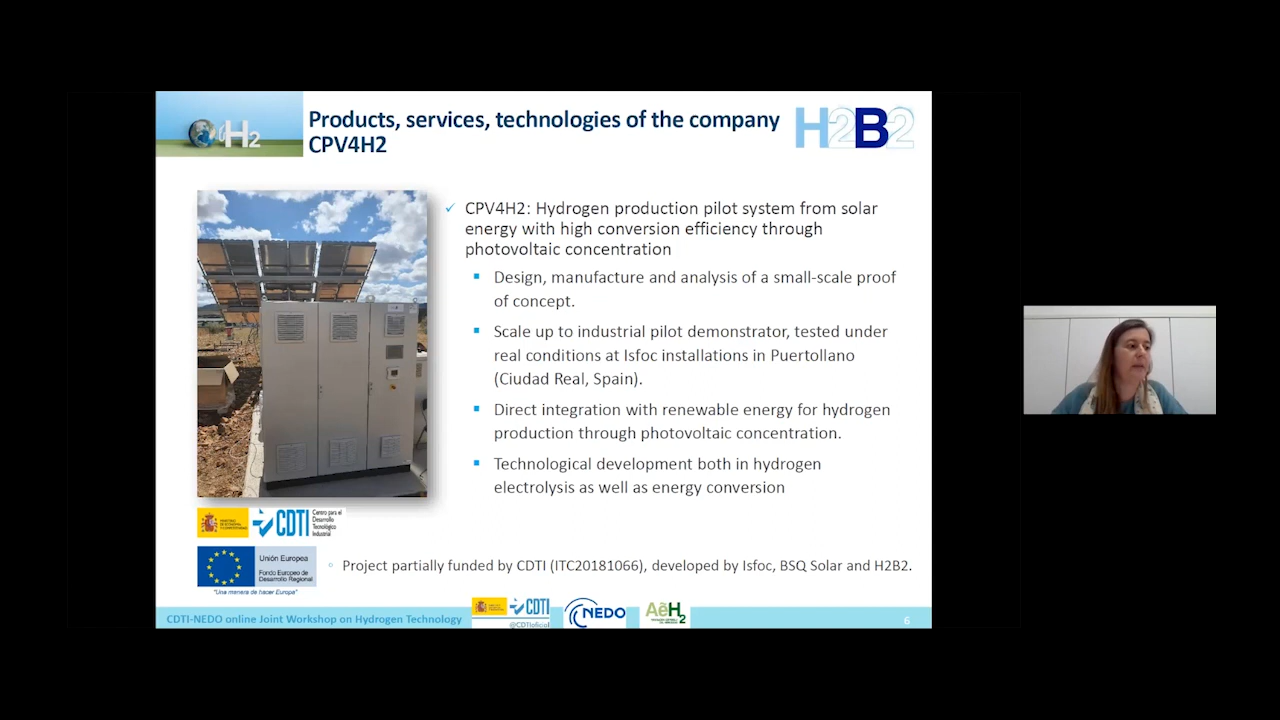 H2
Products, services, technologies of the company
CPV4H2
H2B2
✓ CPV4H2: Hydrogen production pilot system from solar
energy with high conversion efficiency through
photovoltaic concentration
▪ Design, manufacture and analysis of a small-scale proof
of concept.
▪ Scale up to industrial pilot demonstrator, tested under
real conditions at Isfoc installations in Puertollano
(Ciudad Real, Spain).
▪ Direct integration with renewable energy for hydrogen
production through photovoltaic concentration.
▪ Technological development both in hydrogen
electrolysis as well as energy conversion
CDTI
Centro para el
Desarrollo
Tecnológico
Industrial
Unión Europea
Fondo Europeo de
Desarrollo Regional
"Una manera de hacer Europa"
○ Project partially funded by CDTI (ITC20181066), developed by Isfoc, BSQ Solar and H2B2.
CDTI-NEDO online Joint Workshop on Hydrogen Technology
CDTI
@CDTIoficial
NEDO
AeH2
6